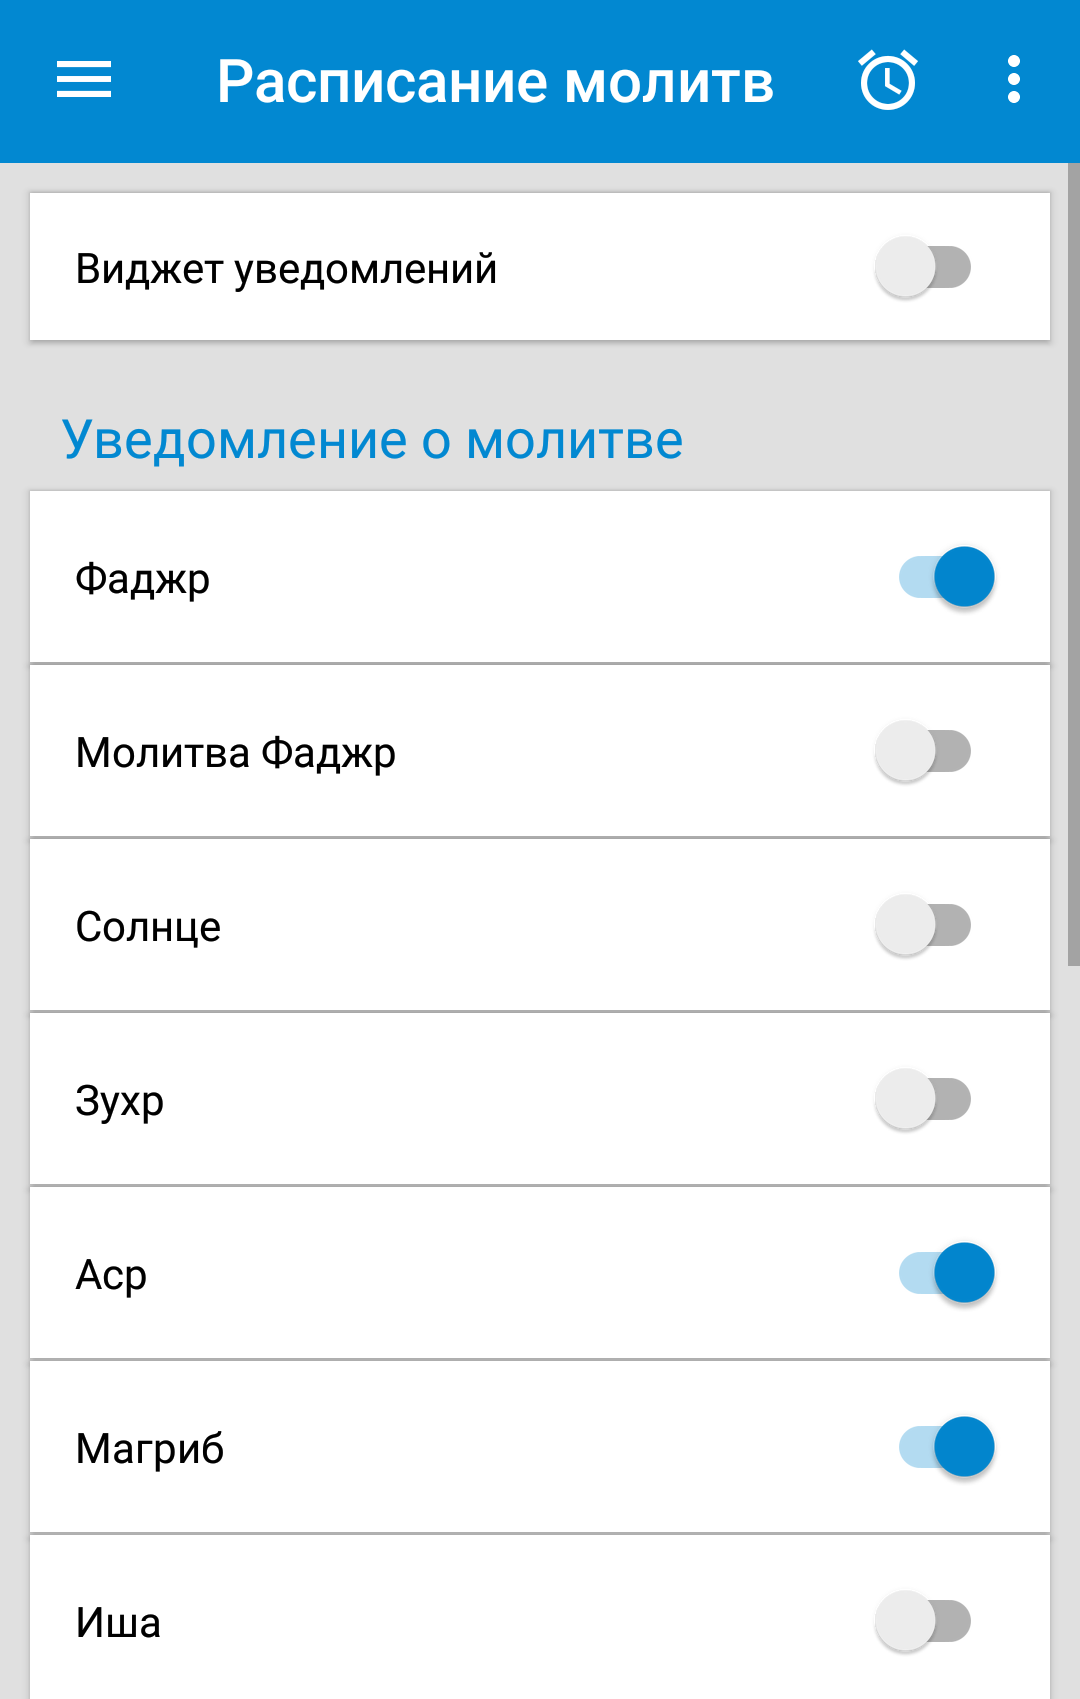 Расписание молитв
Виджет уведомлений
Уведомление о молитве
Фаджр
Молитва Фаджр
Солнце
Зухр
Аср
Магриб
Иша